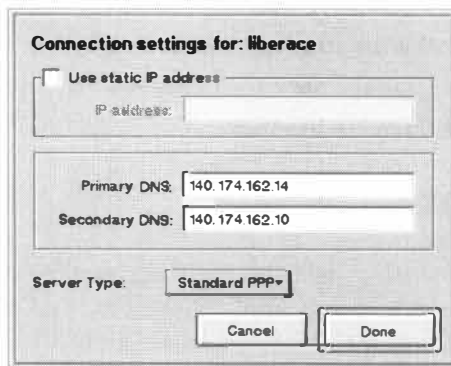 Connection settings for: liberace
Use static IP address
IP address:
Primary DNS: 140.174.162.14
Secondary DNS: 140.174.162.10
Server Type: Standard PPP
Cancel Done